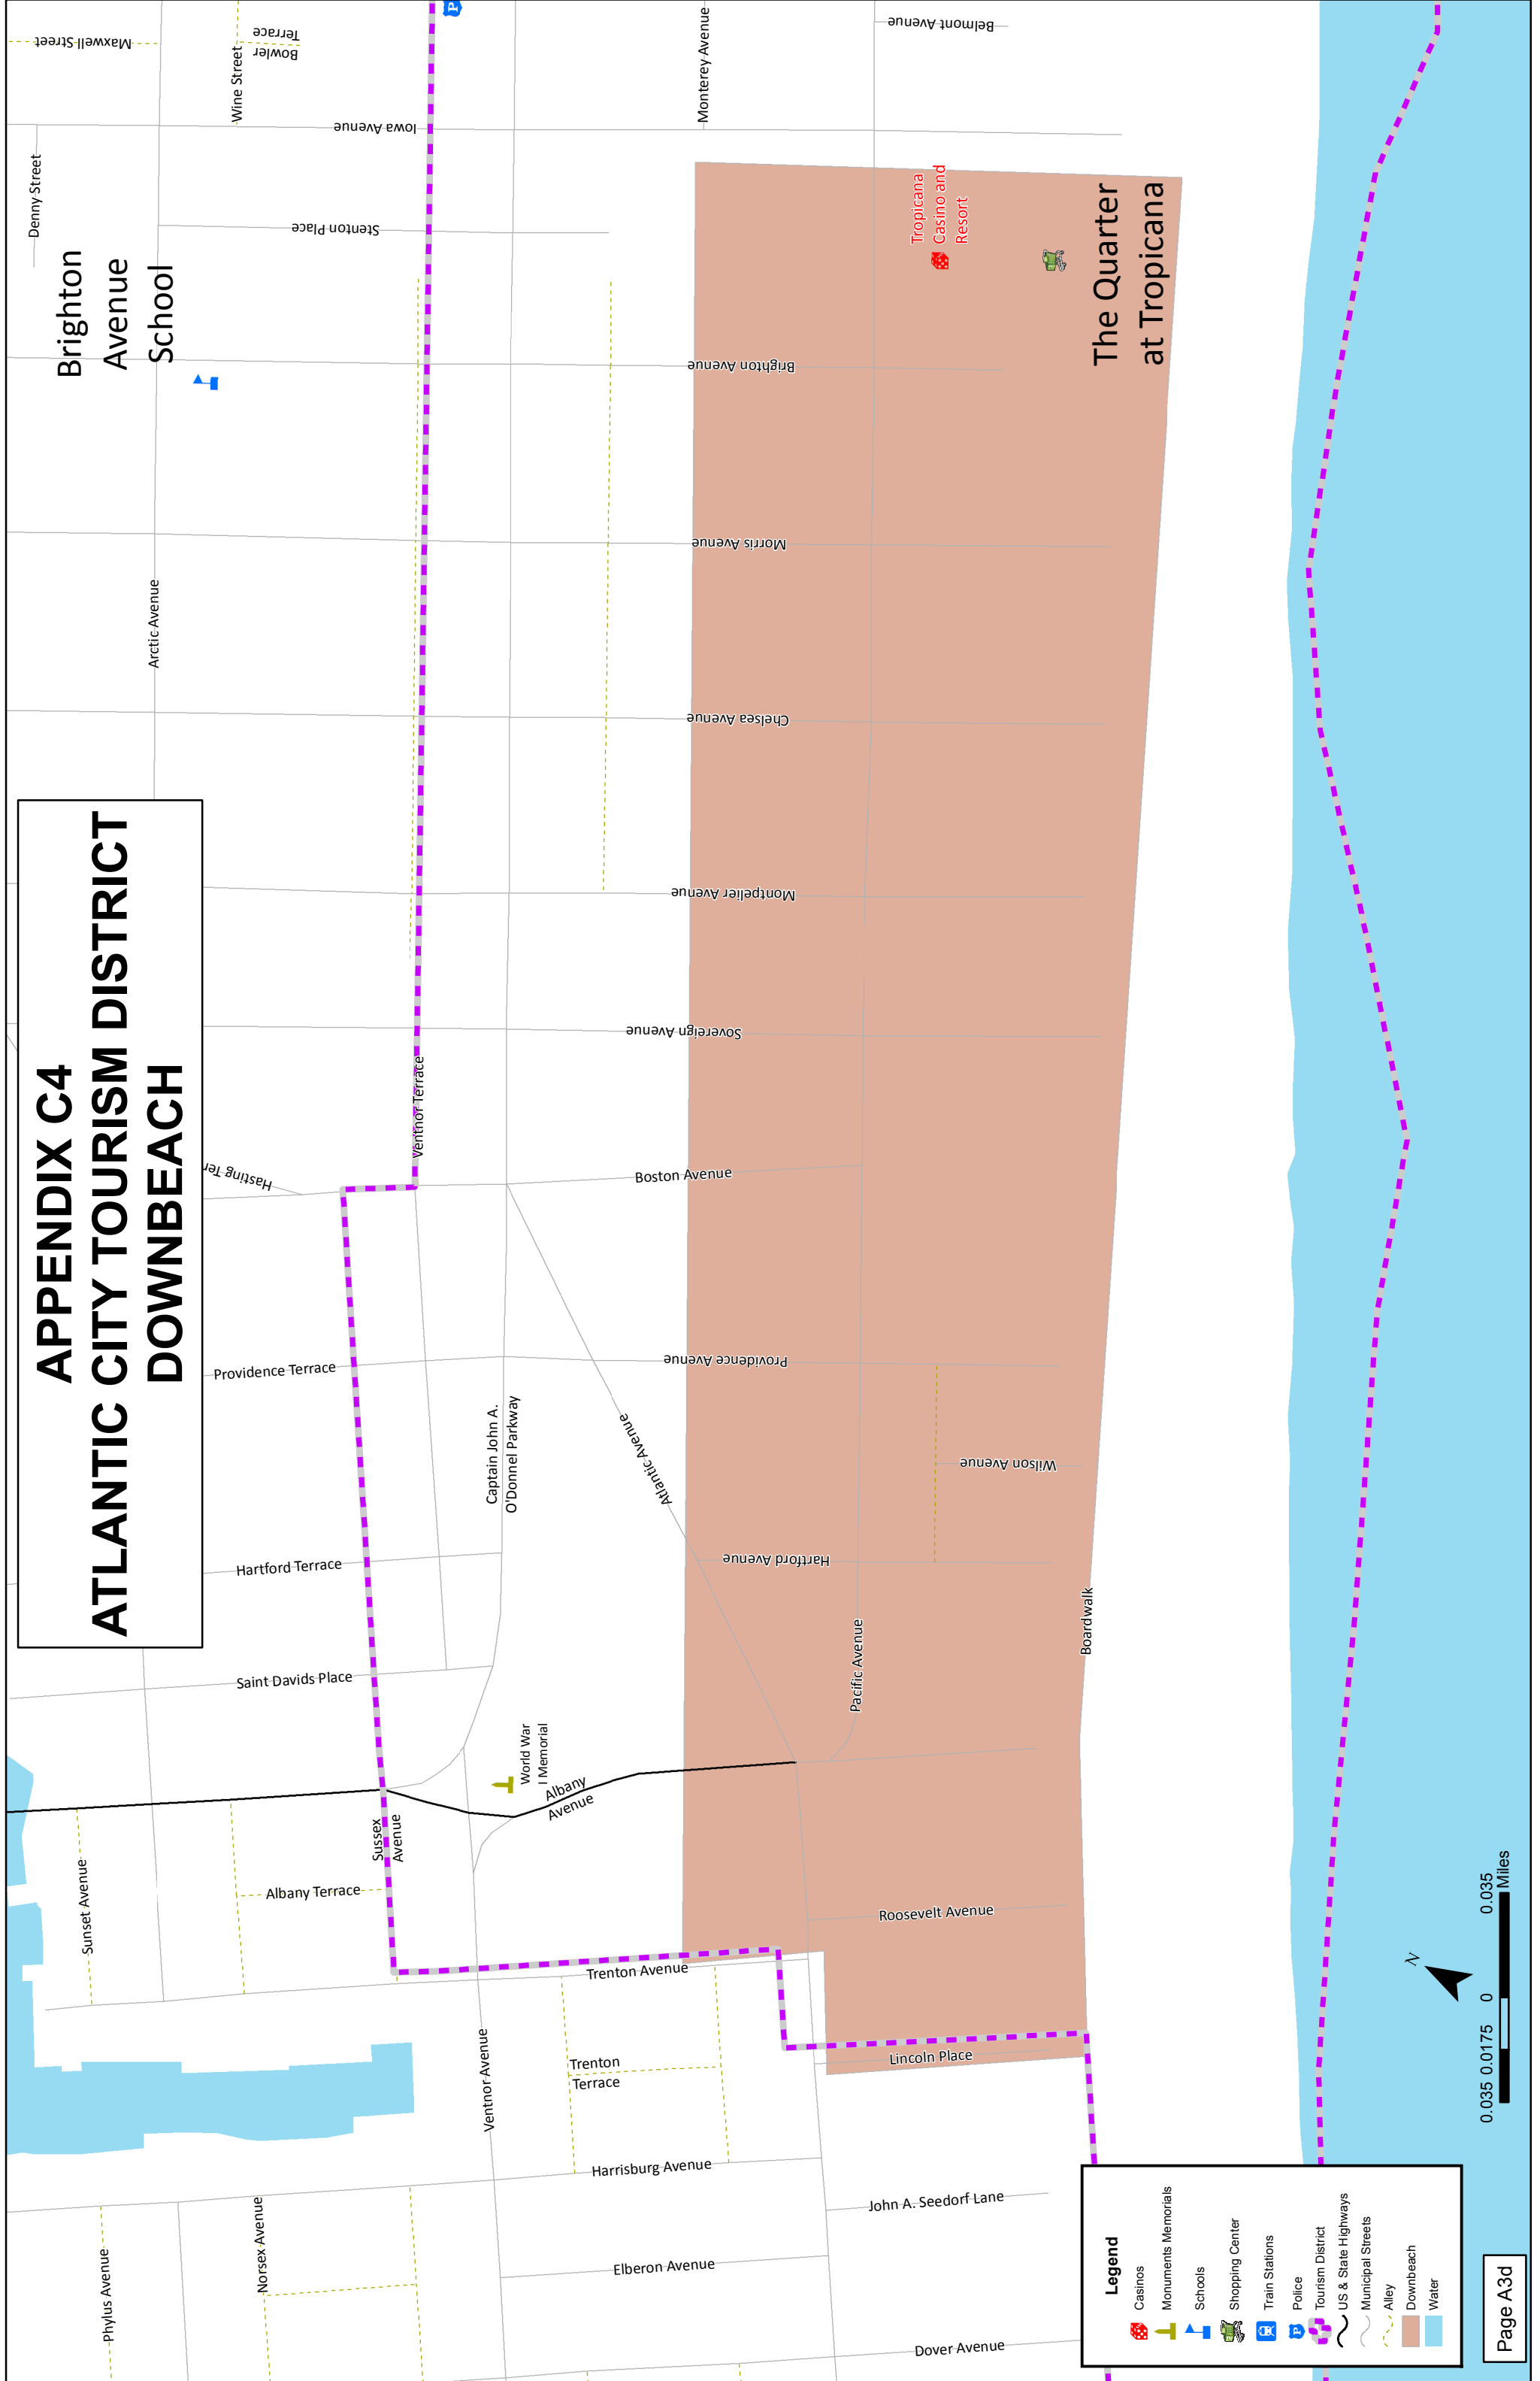 APPENDIX C4
ATLANTIC CITY TOURISM DISTRICT
DOWNBEACH
Maxwell Street
Bowler
Terrace
Wine Street
Denny Street
Iowa Avenue
Monterey Avenue
Belmont Avenue
Brighton
Avenue
School
Stenton Place
Tropicana
Casino and
Resort
The Quarter
at Tropicana
Brighton Avenue
Morris Avenue
Arctic Avenue
Chelsea Avenue
Montpelier Avenue
Sovereign Avenue
Ventnor Terrace
Hasting Ter
Boston Avenue
Providence Terrace
Providence Avenue
Captain John A.
O'Donnel Parkway
Atlantic Avenue
Wilson Avenue
Hartford Terrace
Hartford Avenue
Boardwalk
Saint Davids Place
Pacific Avenue
World War
I Memorial
Albany
Avenue
Sussex
Avenue
Sunset Avenue
Albany Terrace
Roosevelt Avenue
Trenton Avenue
Lincoln Place
Trenton
Terrace
Ventnor Avenue
Harrisburg Avenue
John A. Seedorf Lane
Norsex Avenue
Phylus Avenue
Elberon Avenue
Dover Avenue
N
0.035 0.0175 0 0.035
Miles
Legend
Casinos
Monuments Memorials
Schools
Shopping Center
Train Stations
P Police
Tourism District
US & State Highways
Municipal Streets
Alley
Downbeach
Water
Page A3d
P